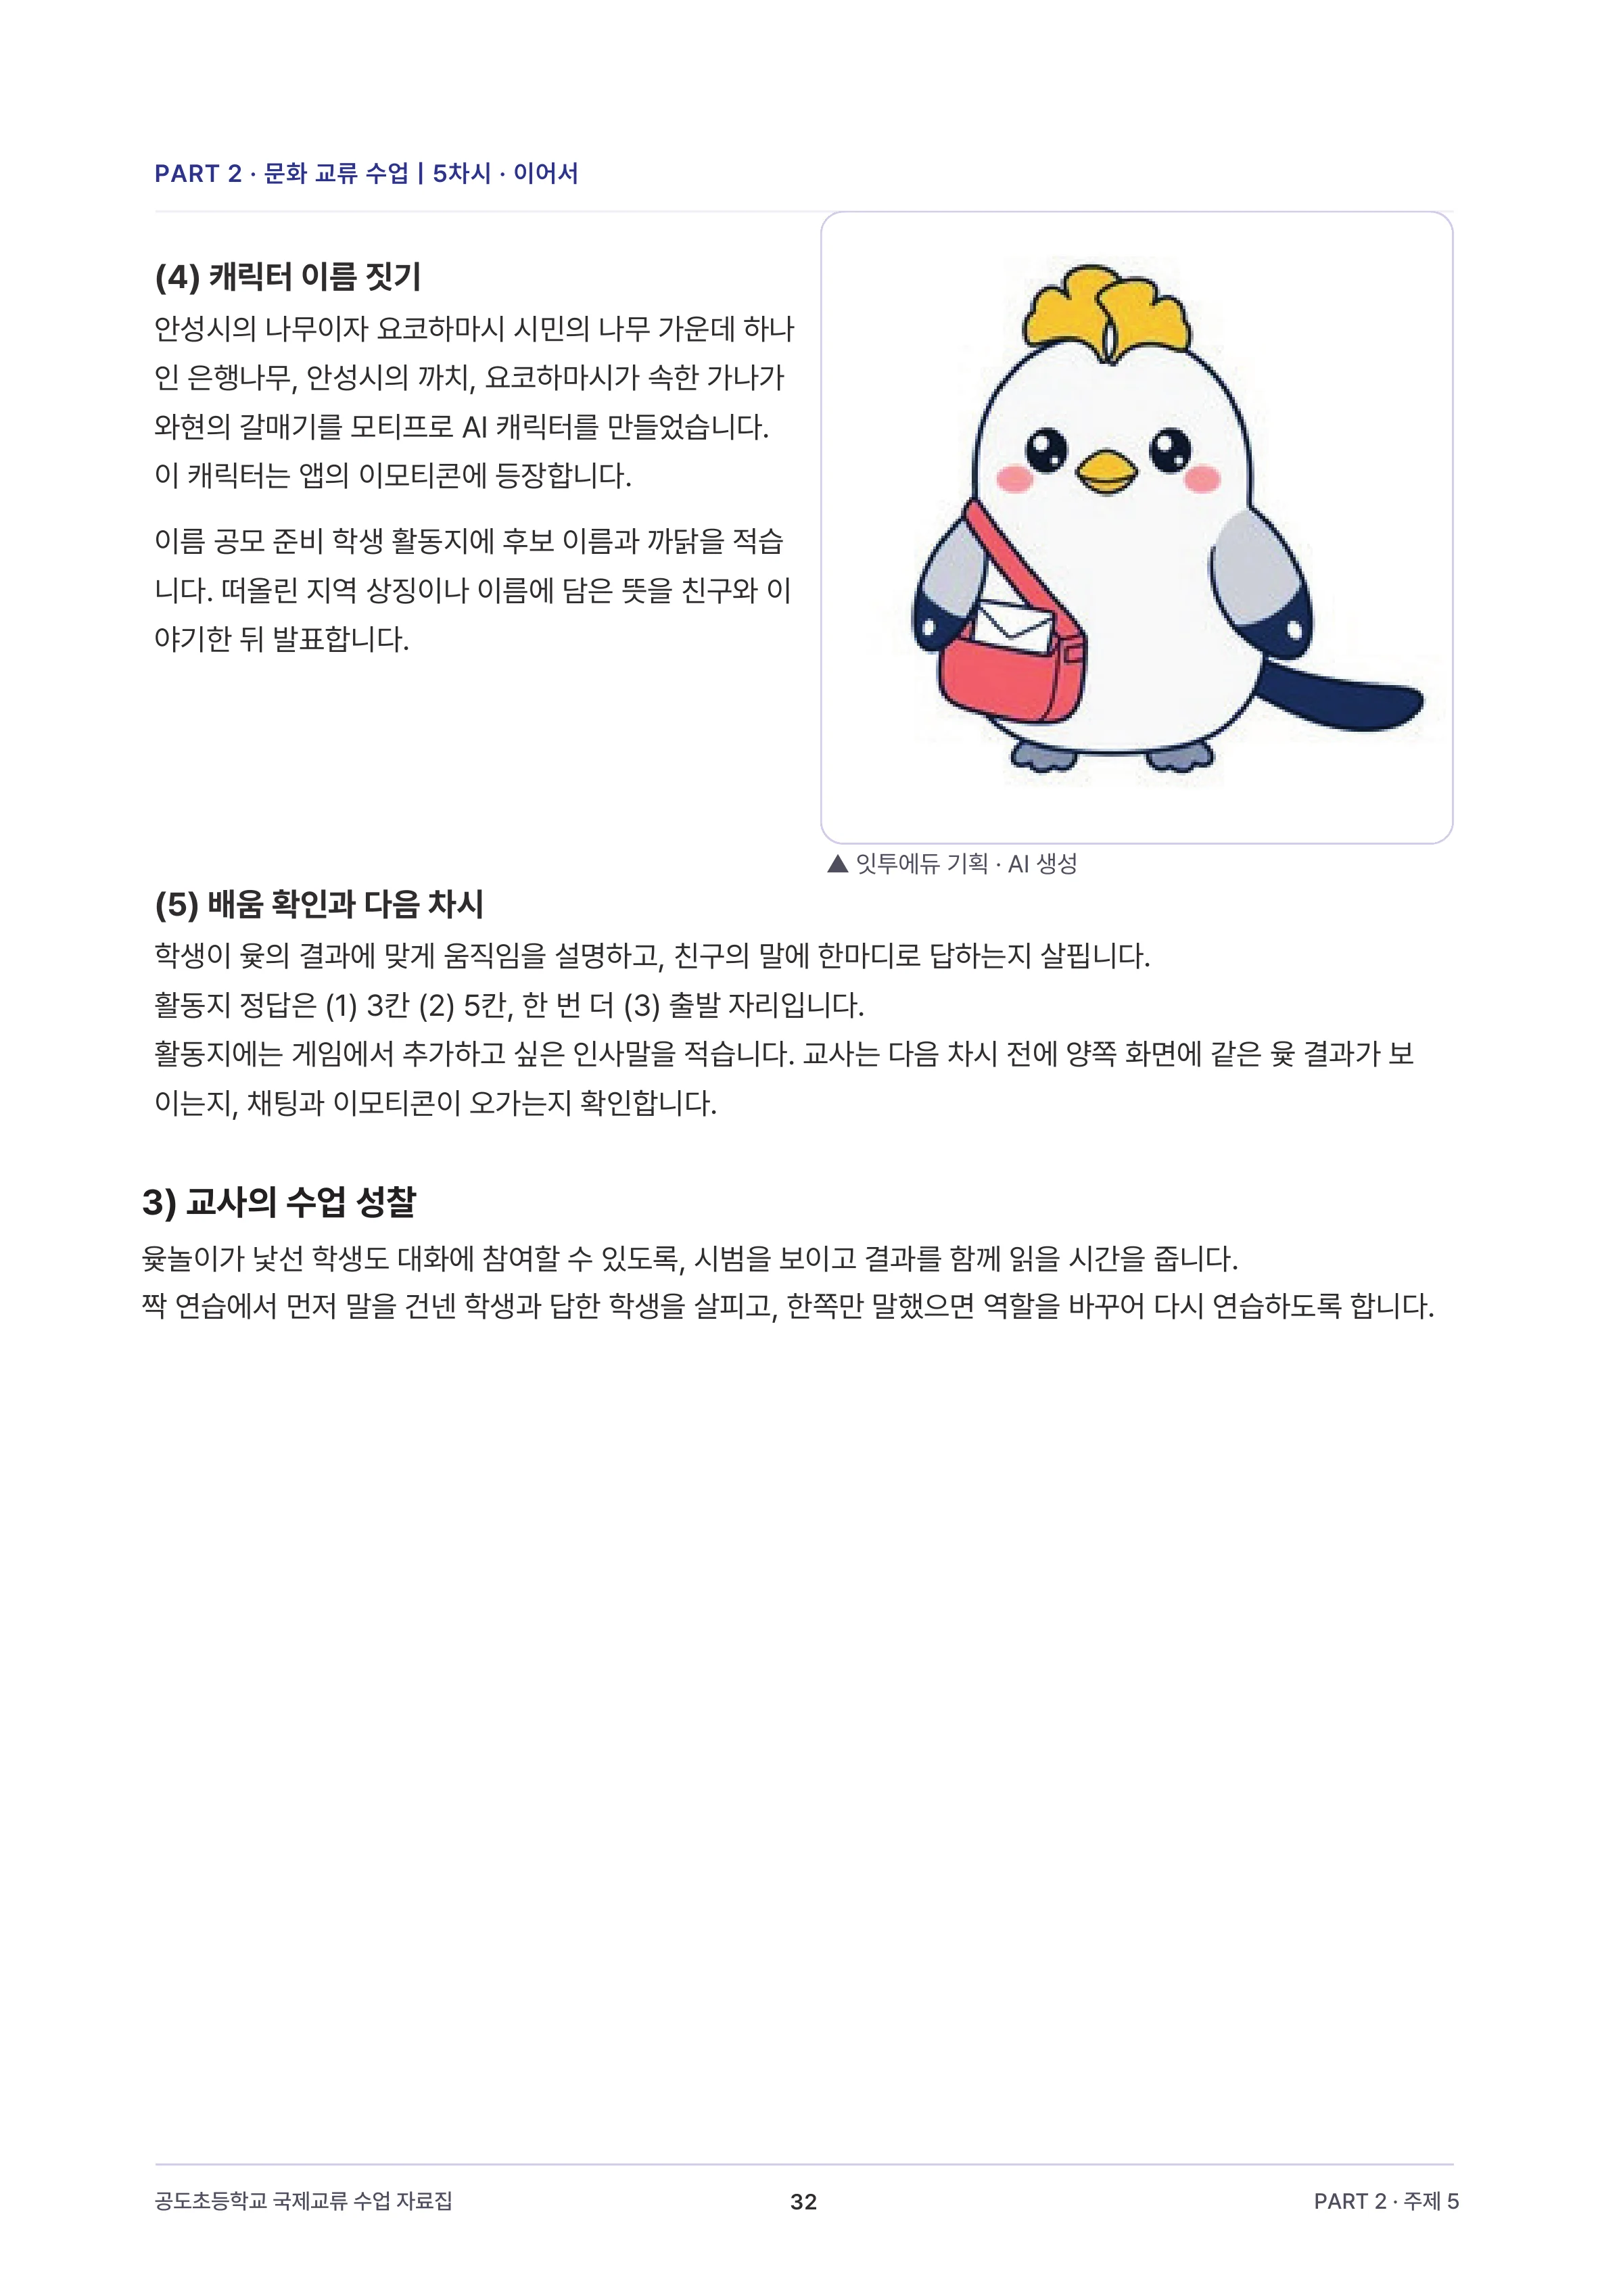 PART 2 · 문화 교류 수업 | 5차시 · 이어서
(4) 캐릭터 이름 짓기
안성시의 나무이자 요코하마시 시민의 나무 가운데 하나
인 은행나무, 안성시의 까치, 요코하마시가 속한 가나가
와현의 갈매기를 모티프로 AI 캐릭터를 만들었습니다.
이 캐릭터는 앱의 이모티콘에 등장합니다.
이름 공모 준비 학생 활동지에 후보 이름과 까닭을 적습
니다. 떠올린 지역 상징이나 이름에 담은 뜻을 친구와 이
야기한 뒤 발표합니다.
▲ 잇투에듀 기획 · AI 생성
(5) 배움 확인과 다음 차시
학생이 윷의 결과에 맞게 움직임을 설명하고, 친구의 말에 한마디로 답하는지 살핍니다.
활동지 정답은 (1) 3칸 (2) 5칸, 한 번 더 (3) 출발 자리입니다.
활동지에는 게임에서 추가하고 싶은 인사말을 적습니다. 교사는 다음 차시 전에 양쪽 화면에 같은 윷 결과가 보
이는지, 채팅과 이모티콘이 오가는지 확인합니다.
3) 교사의 수업 성찰
윷놀이가 낯선 학생도 대화에 참여할 수 있도록, 시범을 보이고 결과를 함께 읽을 시간을 줍니다.
짝 연습에서 먼저 말을 건넨 학생과 답한 학생을 살피고, 한쪽만 말했으면 역할을 바꾸어 다시 연습하도록 합니다.
공도초등학교 국제교류 수업 자료집
32
PART 2 · 주제 5